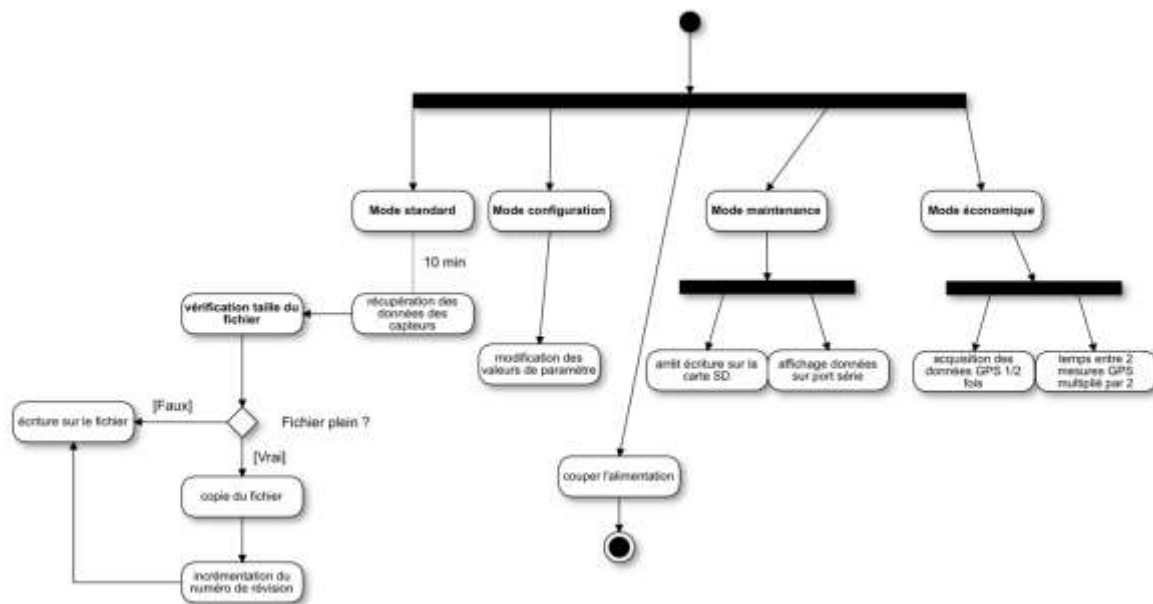 Mode standard
Mode configuration
Mode maintenance
Mode économique
10 min
vérification taille du
fichier
récupération des
données des
capteurs
modification des
valeurs de paramètre
arrêt écriture sur la
carte SD
affichage données
sur port série
acquisition des
données GPS 1/2
fois
temps entre 2
mesures GPS
multiplié par 2
[Faux]
écriture sur le fichier
Fichier plein ?
[Vrai]
couper l'alimentation
copie du fichier
incrémentation du
numéro de révision